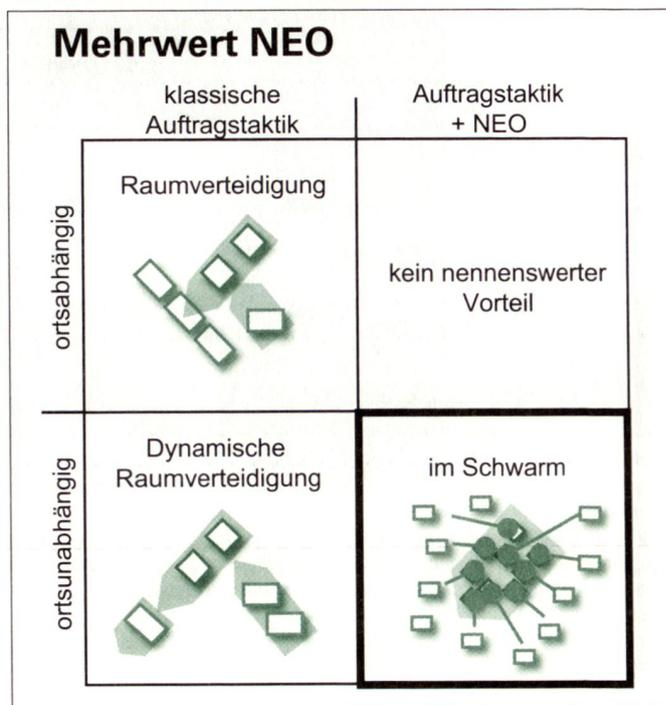 Mehrwert NEO
klassische
Auftragstaktik
Auftragstaktik
+ NEO
ortsabhängig
Raumverteidigung
kein nennenswerter
Vorteil
ortsunabhängig
Dynamische
Raumverteidigung
im Schwarm